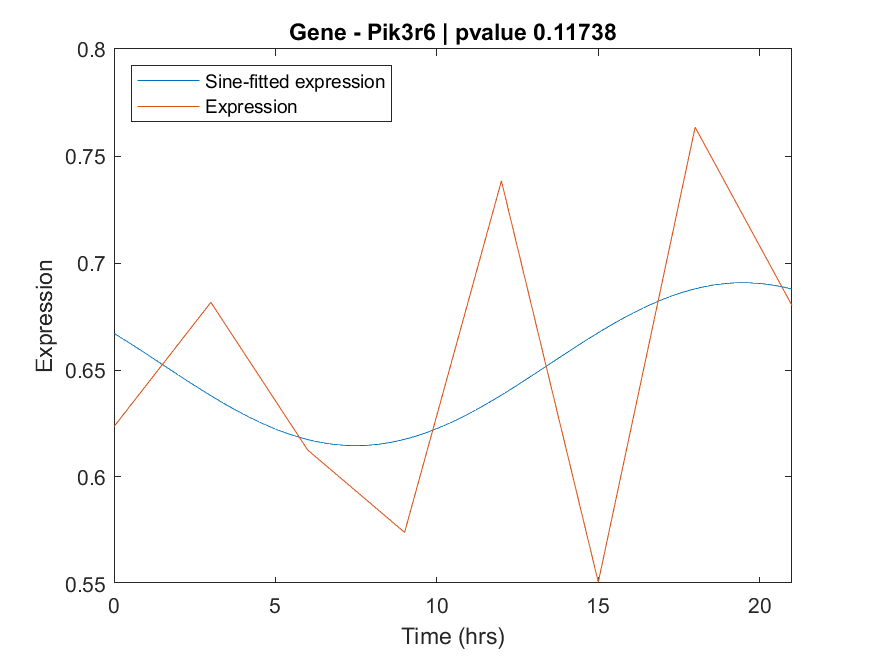 Gene - Pik3r6 | pvalue 0.11738
Sine-fitted expression
Expression
Expression
0.8
0.75
0.7
0.65
0.6
0.55
0 5 10 15 20
Time (hrs)